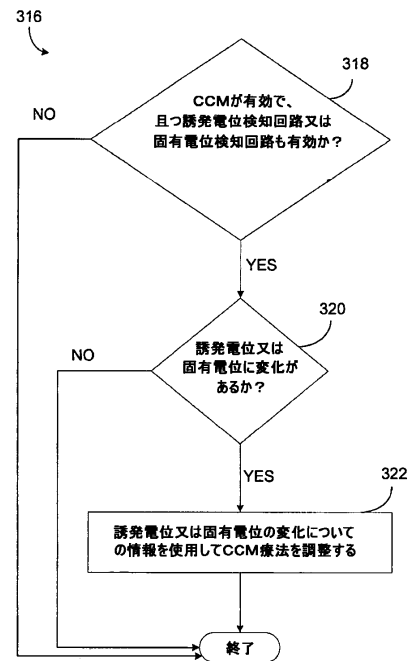 316
318
CCMが有効で、
且つ誘発電位検知回路又は
固有電位検知回路も有効か？
NO
YES
320
誘発電位又は
固有電位に変化が
あるか？
NO
YES
322
誘発電位又は固有電位の変化について
の情報を使用してCCM療法を調整する
終了